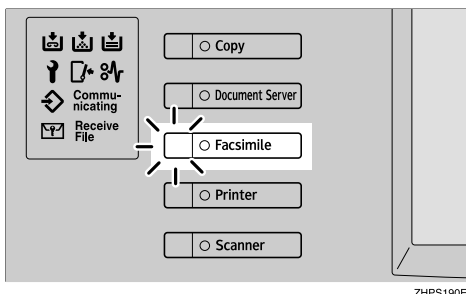 Copy
Document Server
Commu-
nicating
Receive
File
Facsimile
Printer
Scanner
ZHPS190E